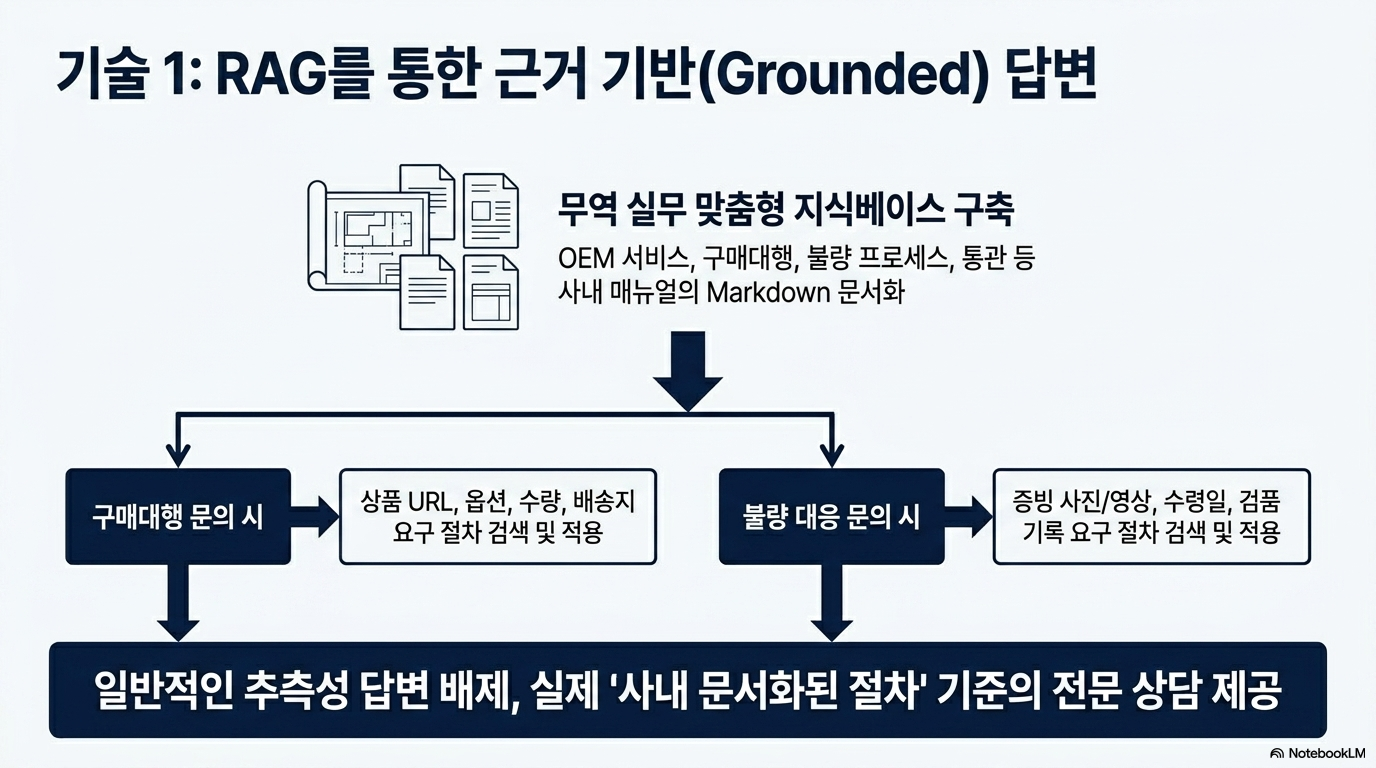 기술 1: RAG를 통한 근거 기반(Grounded) 답변
무역 실무 맞춤형 지식베이스 구축
OEM 서비스, 구매대행, 불량 프로세스, 통관 등
사내 매뉴얼의 Markdown 문서화
구매대행 문의 시
상품 URL, 옵션, 수량, 배송지
요구 절차 검색 및 적용
불량 대응 문의 시
증빙 사진/영상, 수령일, 검품
기록 요구 절차 검색 및 적용
일반적인 추측성 답변 배제, 실제 '사내 문서화된 절차' 기준의 전문 상담 제공
NotebookLM